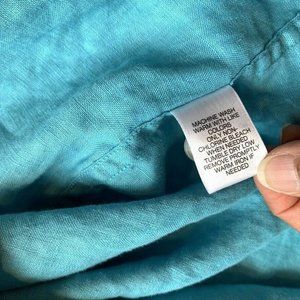 MACHINE WASH
WARM WITH LIKE
COLORS
ONLY NON-
CHLORINE BLEACH
WHEN NEEDED
TUMBLE DRY LOW
REMOVE PROMPTLY
WARM IRON IF
NEEDED